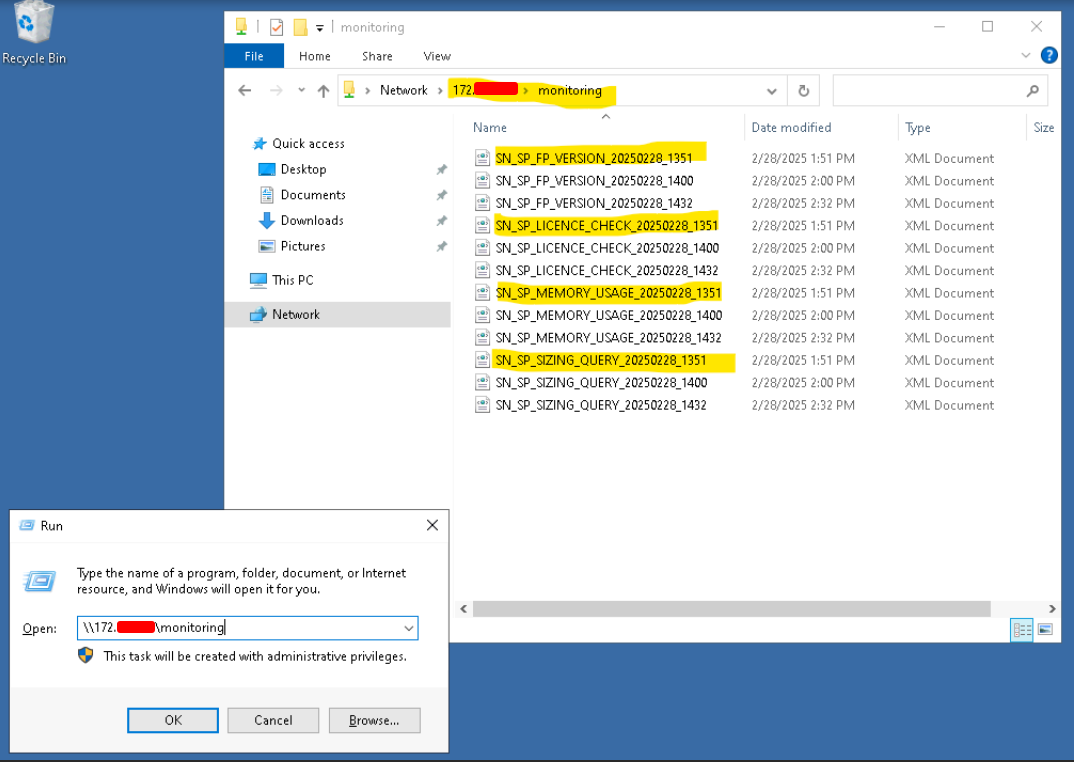 Recycle Bin
monitoring
File Home Share View
Network 172. monitoring
Name Date modified Type Size
Quick access
Desktop
Documents
Downloads
Pictures
This PC
Network
SN_SP_FP_VERSION_20250228_1351 2/28/2025 1:51 PM XML Document
SN_SP_FP_VERSION_20250228_1400 2/28/2025 2:00 PM XML Document
SN_SP_FP_VERSION_20250228_1432 2/28/2025 2:32 PM XML Document
SN_SP_LICENCE_CHECK_20250228_1351 2/28/2025 1:51 PM XML Document
SN_SP_LICENCE_CHECK_20250228_1400 2/28/2025 2:00 PM XML Document
SN_SP_LICENCE_CHECK_20250228_1432 2/28/2025 2:32 PM XML Document
SN_SP_MEMORY_USAGE_20250228_1351 2/28/2025 1:51 PM XML Document
SN_SP_MEMORY_USAGE_20250228_1400 2/28/2025 2:00 PM XML Document
SN_SP_MEMORY_USAGE_20250228_1432 2/28/2025 2:32 PM XML Document
SN_SP_SIZING_QUERY_20250228_1351 2/28/2025 1:51 PM XML Document
SN_SP_SIZING_QUERY_20250228_1400 2/28/2025 2:00 PM XML Document
SN_SP_SIZING_QUERY_20250228_1432 2/28/2025 2:32 PM XML Document
Run
Type the name of a program, folder, document, or Internet
resource, and Windows will open it for you.
Open: \\172. \monitoring
This task will be created with administrative privileges.
OK Cancel Browse...